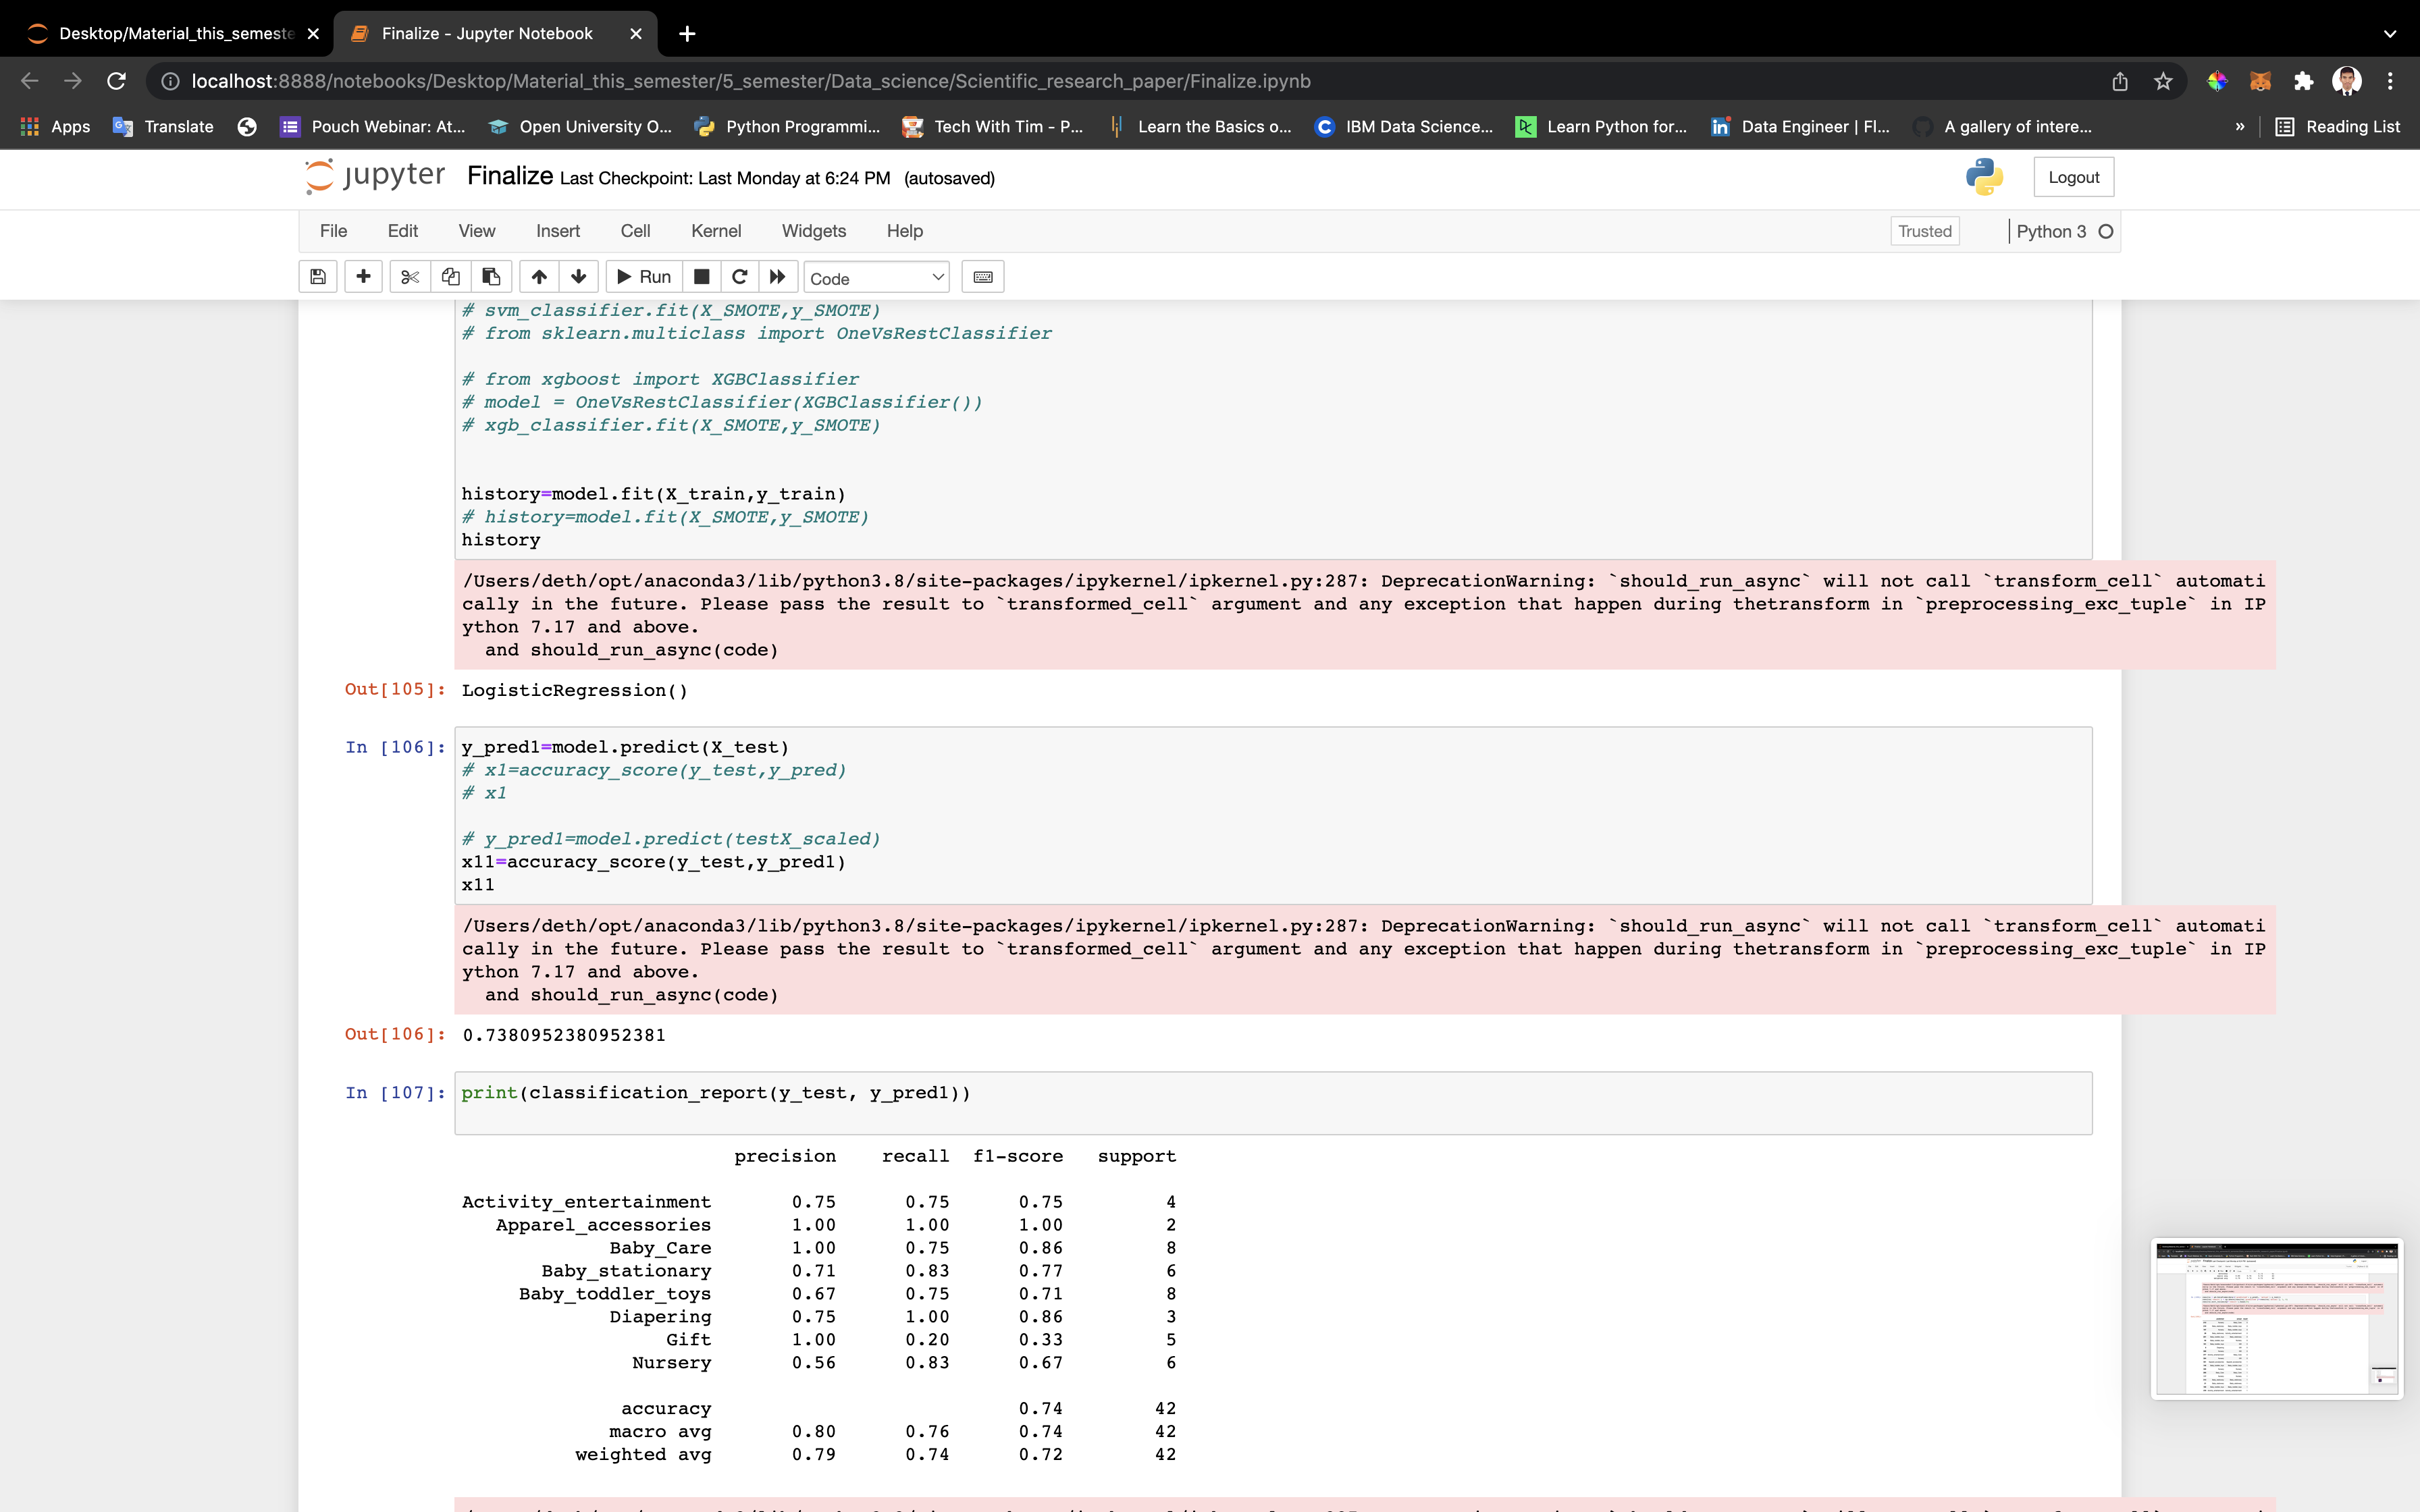 Desktop/Material_this_semeste
Finalize - Jupyter Notebook
localhost:8888/notebooks/Desktop/Material_this_semester/5_semester/Data_science/Scientific_research_paper/Finalize.ipynb
Apps Translate Pouch Webinar: At... Open University O... Python Programmi... Tech With Tim - P... Learn the Basics o... IBM Data Science... Learn Python for... Data Engineer | Fl... A gallery of intere... » Reading List
jupyter Finalize Last Checkpoint: Last Monday at 6:24 PM (autosaved) Logout
File Edit View Insert Cell Kernel Widgets Help Trusted Python 3
Run Code
# svm_classifier.fit(X_SMOTE,y_SMOTE)
# from sklearn.multiclass import OneVsRestClassifier
# from xgboost import XGBClassifier
# model = OneVsRestClassifier(XGBClassifier())
# xgb_classifier.fit(X_SMOTE,y_SMOTE)
history=model.fit(X_train,y_train)
# history=model.fit(X_SMOTE,y_SMOTE)
history
/Users/deth/opt/anaconda3/lib/python3.8/site-packages/ipykernel/ipkernel.py:287: DeprecationWarning: `should_run_async` will not call `transform_cell` automati
cally in the future. Please pass the result to `transformed_cell` argument and any exception that happen during thetransform in `preprocessing_exc_tuple` in IP
ython 7.17 and above.
and should_run_async(code)
Out[105]: LogisticRegression()
In [106]: y_pred1=model.predict(X_test)
# x1=accuracy_score(y_test,y_pred)
# x1
# y_pred1=model.predict(testX_scaled)
x11=accuracy_score(y_test,y_pred1)
x11
/Users/deth/opt/anaconda3/lib/python3.8/site-packages/ipykernel/ipkernel.py:287: DeprecationWarning: `should_run_async` will not call `transform_cell` automati
cally in the future. Please pass the result to `transformed_cell` argument and any exception that happen during thetransform in `preprocessing_exc_tuple` in IP
ython 7.17 and above.
and should_run_async(code)
Out[106]: 0.7380952380952381
In [107]: print(classification_report(y_test, y_pred1))
precision recall f1-score support
Activity_entertainment 0.75 0.75 0.75 4
Apparel_accessories 1.00 1.00 1.00 2
Baby_Care 1.00 0.75 0.86 8
Baby_stationary 0.71 0.83 0.77 6
Baby_toddler_toys 0.67 0.75 0.71 8
Diapering 0.75 1.00 0.86 3
Gift 1.00 0.20 0.33 5
Nursery 0.56 0.83 0.67 6
accuracy 0.74 42
macro avg 0.80 0.76 0.74 42
weighted avg 0.79 0.74 0.72 42